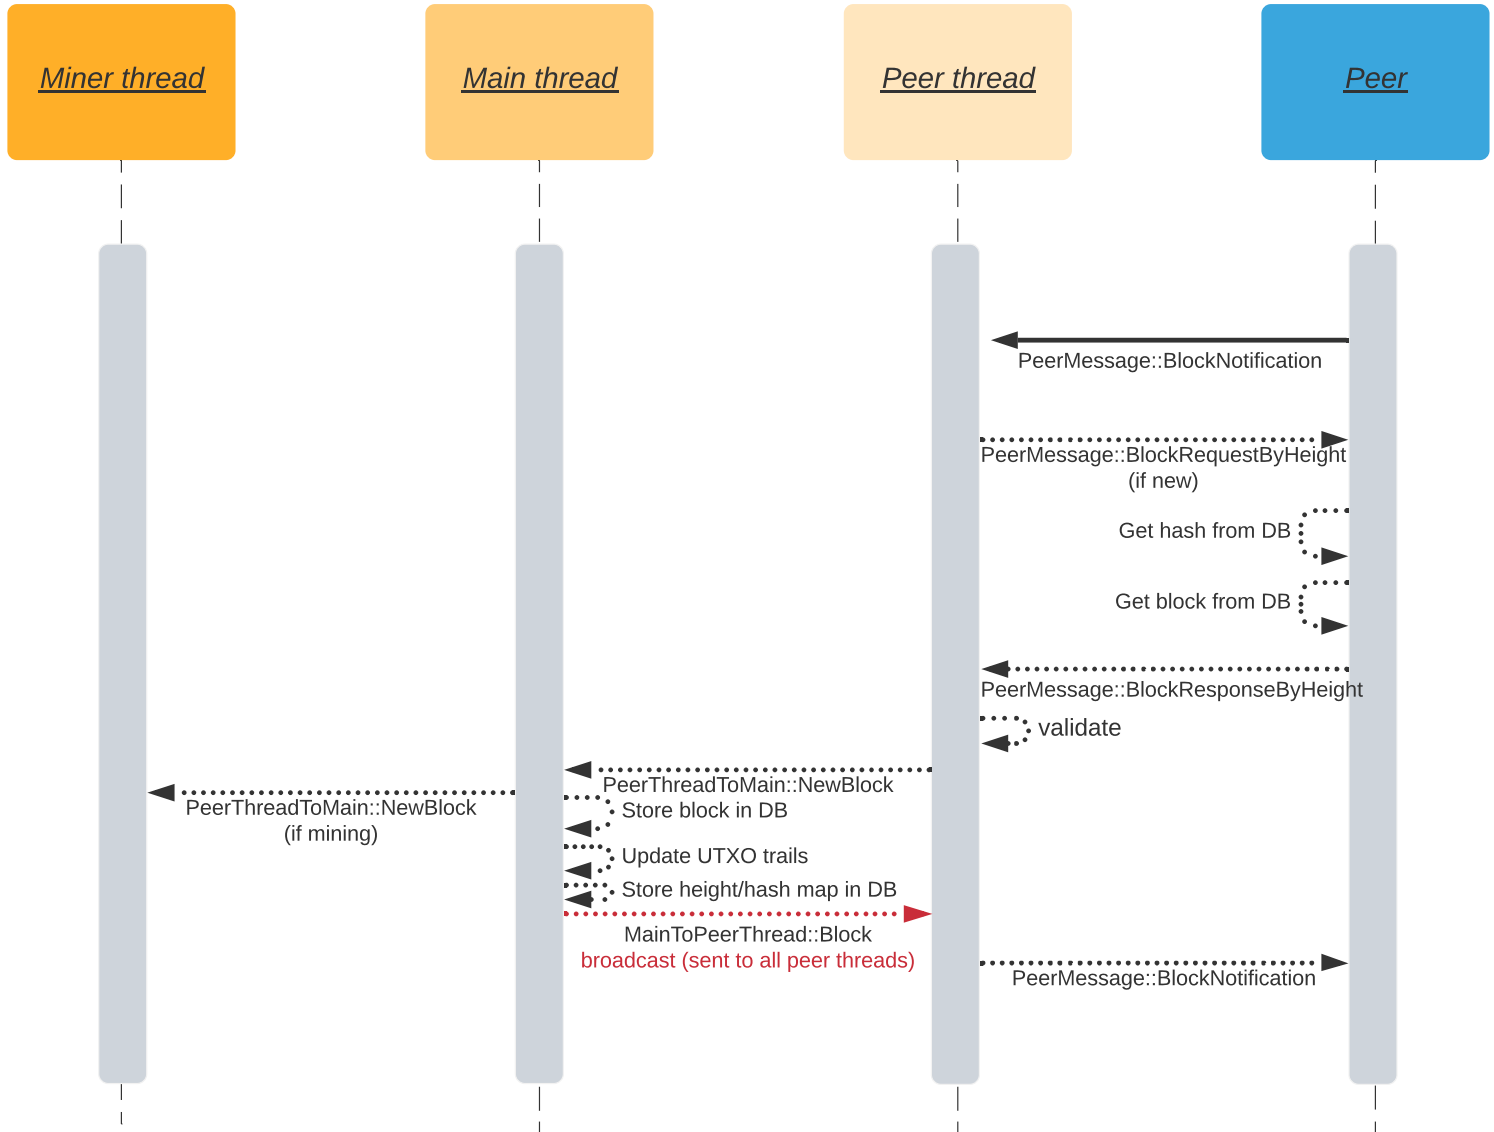 Miner thread
Main thread
Peer thread
Peer
PeerMessage::BlockNotification
PeerMessage::BlockRequestByHeight
(if new)
Get hash from DB
Get block from DB
PeerMessage::BlockResponseByHeight
validate
PeerThreadToMain::NewBlock
PeerThreadToMain::NewBlock
(if mining)
Store block in DB
Update UTXO trails
Store height/hash map in DB
MainToPeerThread::Block
broadcast (sent to all peer threads)
PeerMessage::BlockNotification